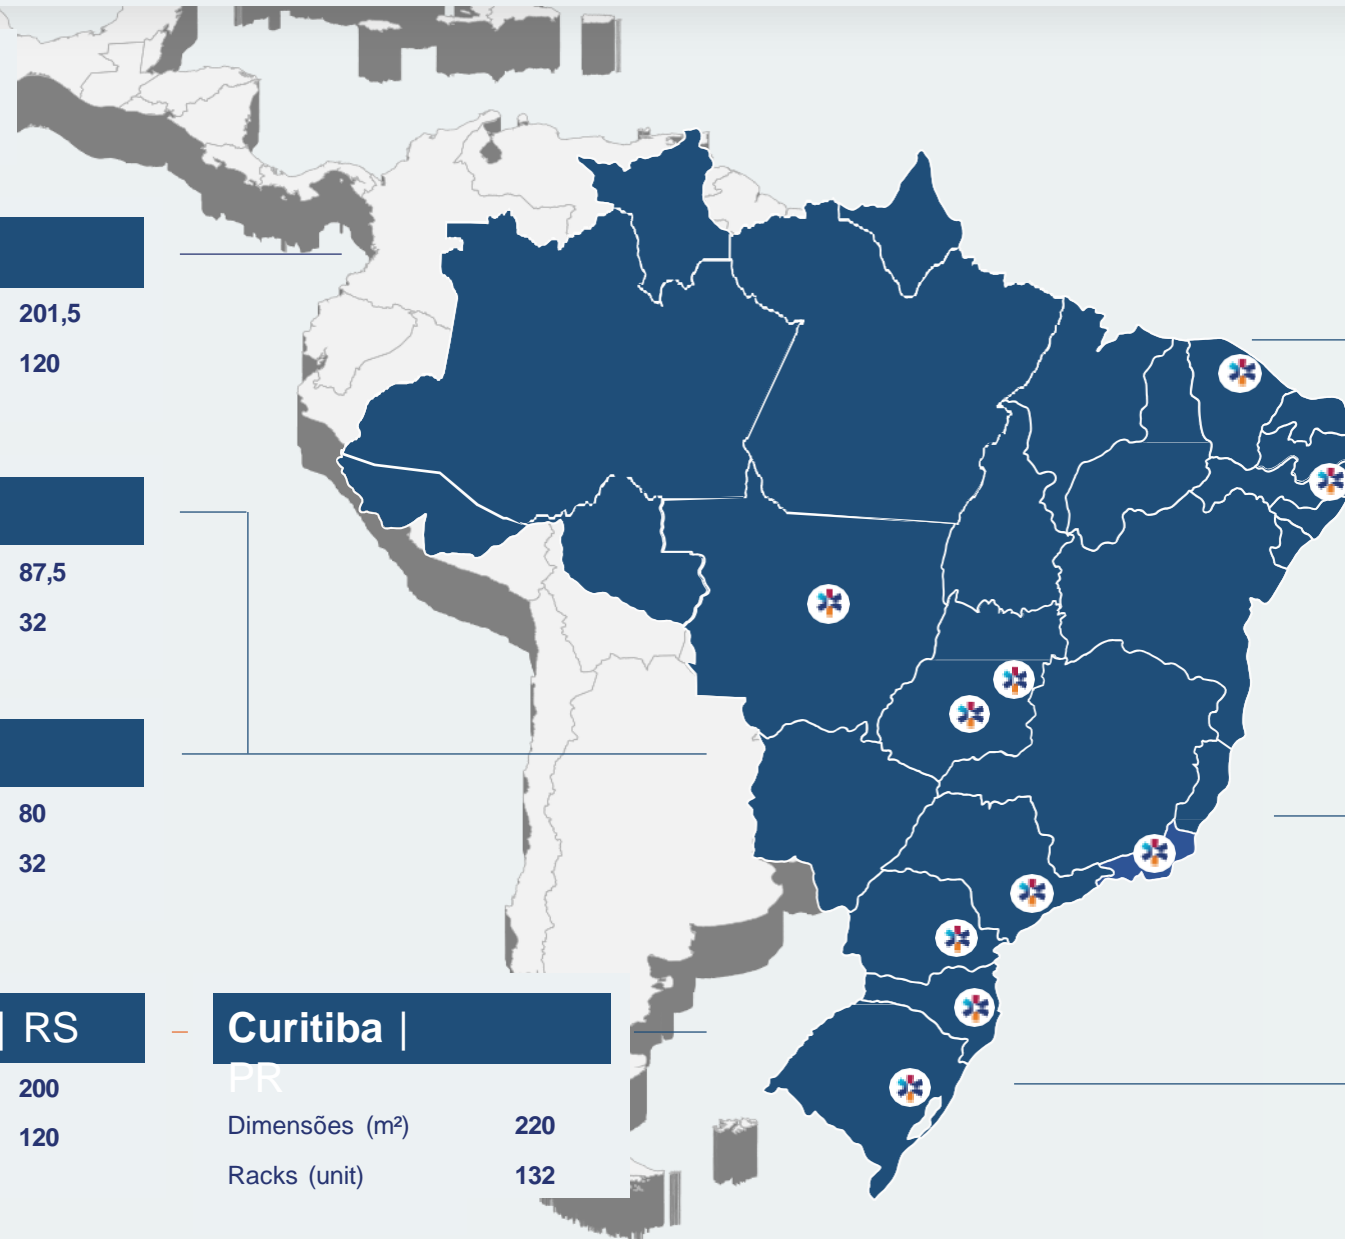 201,5
120
87,5
32
80
32
| RS
200
120
Curitiba |
PR
Dimensões (m²) 220
Racks (unit) 132